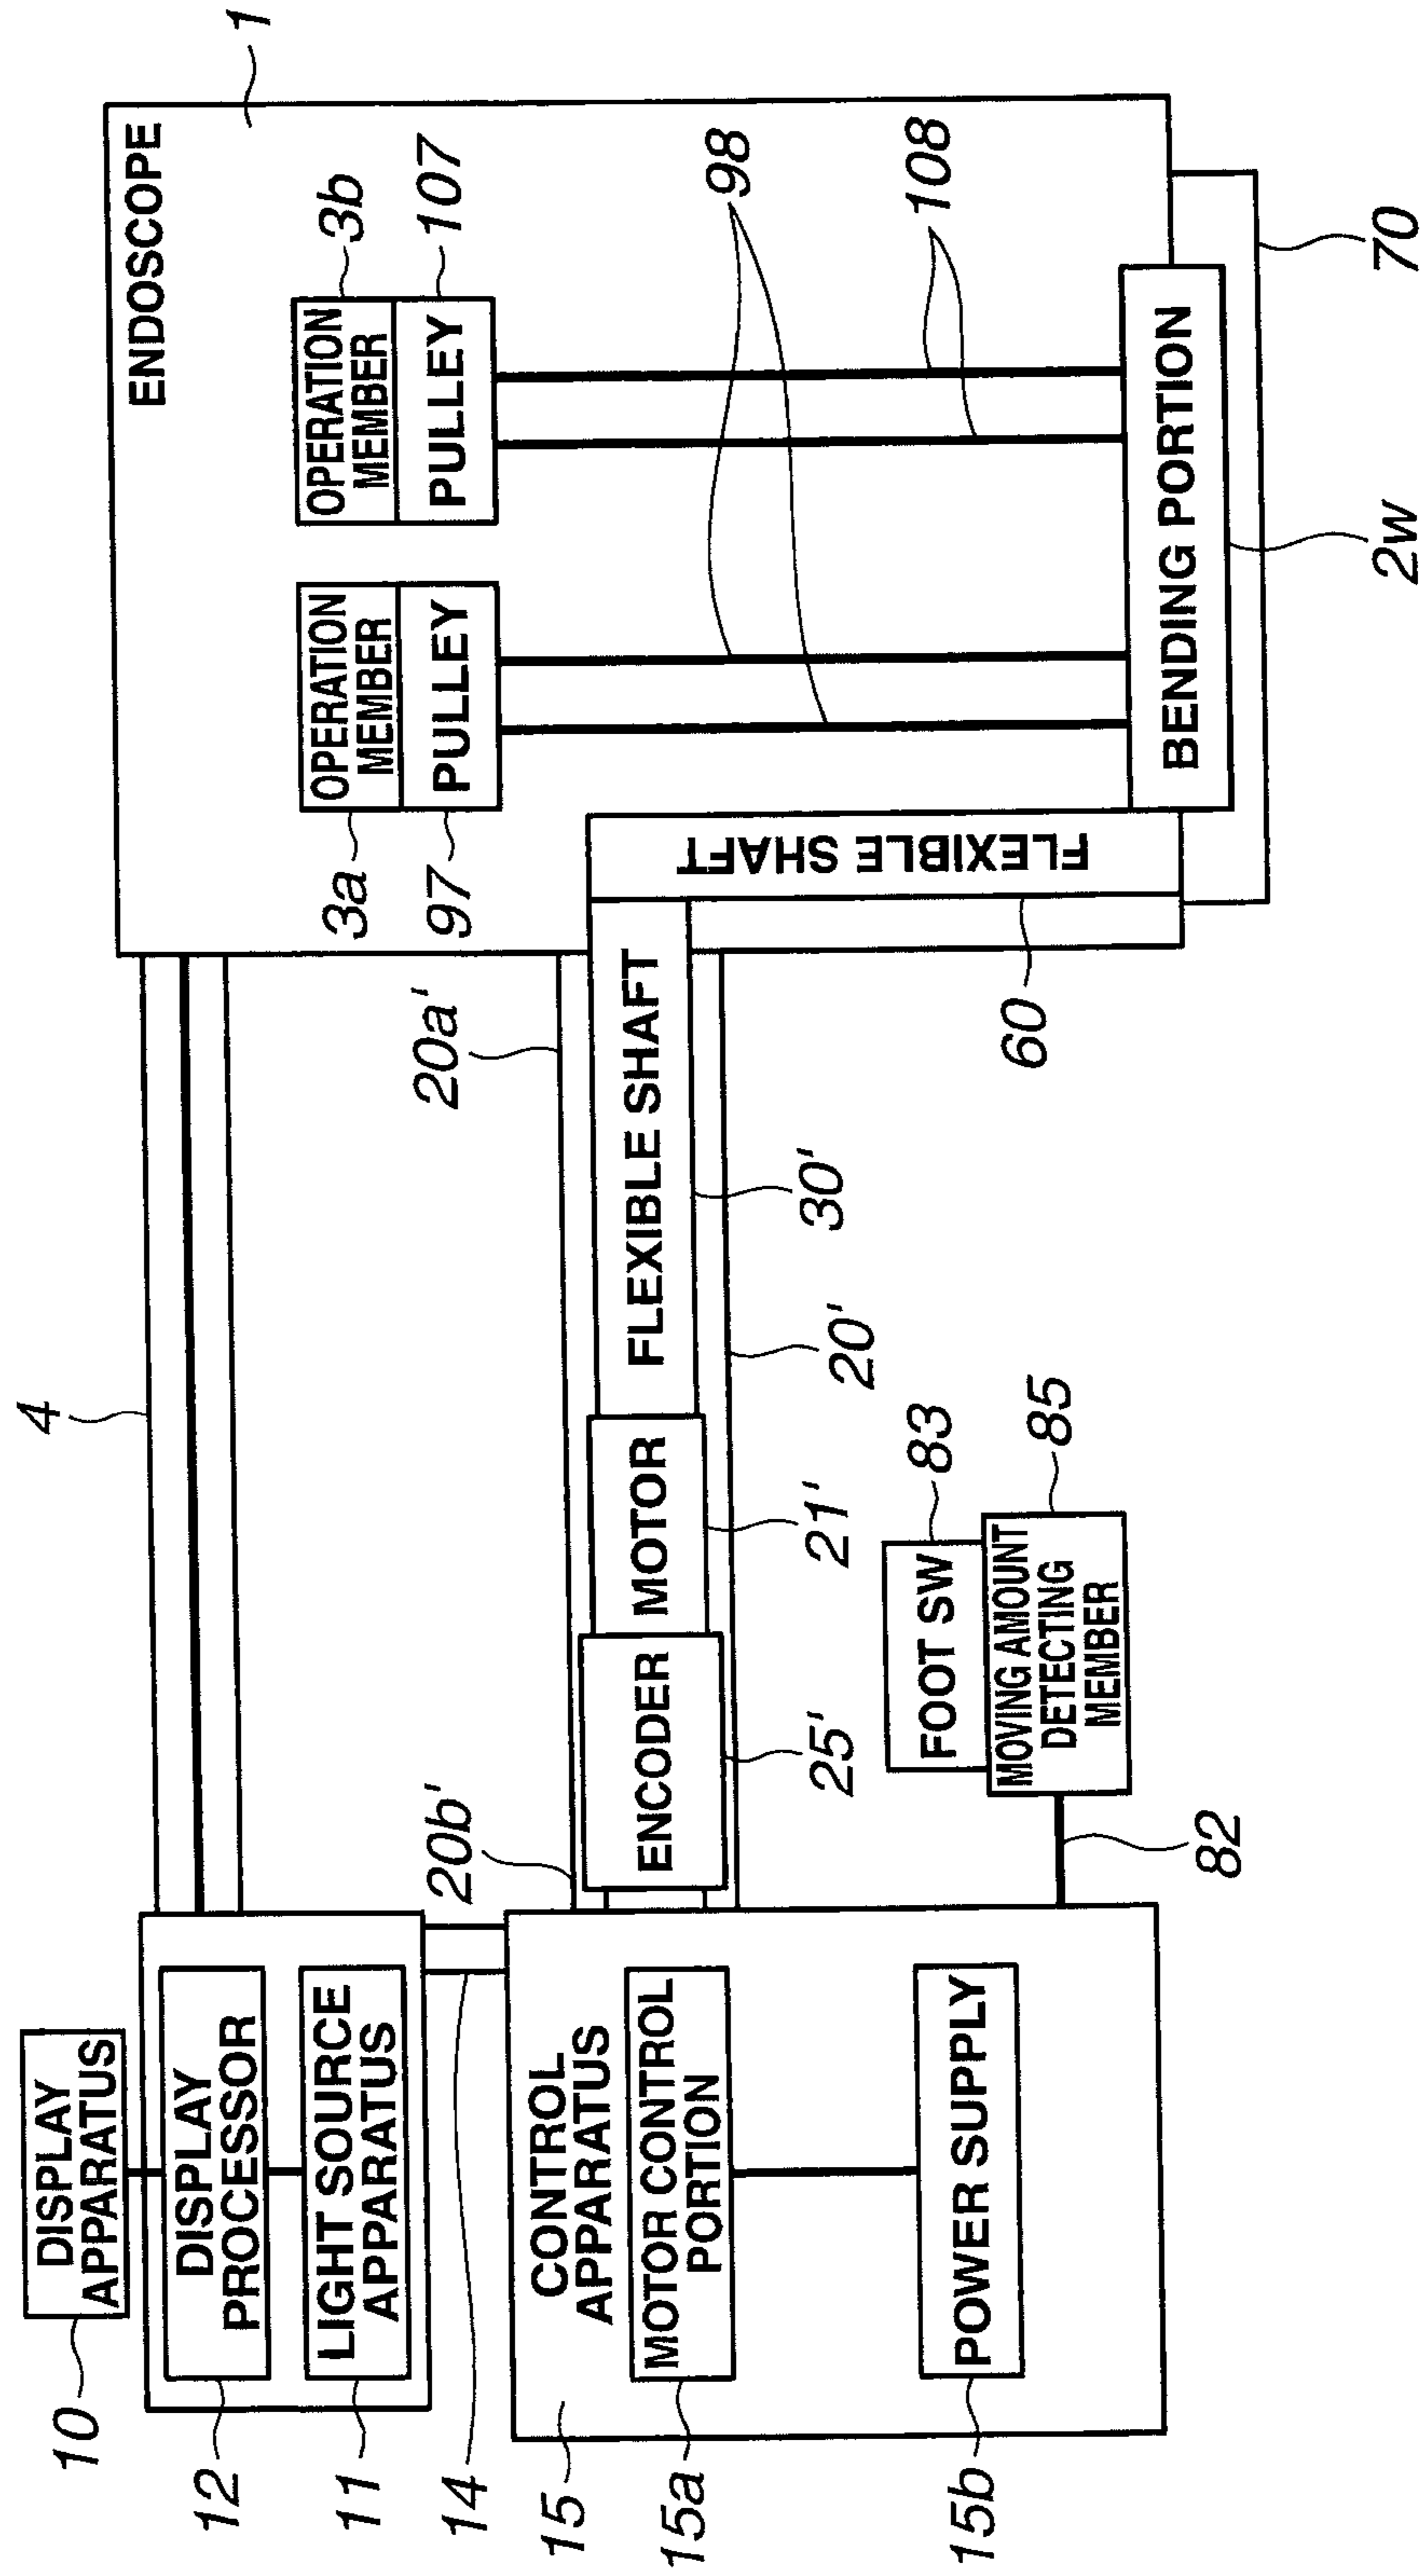 DISPLAY
APPARATUS
10
DISPLAY
PROCESSOR
12
LIGHT SOURCE
APPARATUS
11
14
4
CONTROL
APPARATUS
15
MOTOR CONTROL
PORTION
15a
POWER SUPPLY
15b
20b'
ENCODER
25'
MOTOR
21'
FLEXIBLE SHAFT
30'
20'
20a'
FOOT SW
83
MOVING AMOUNT
DETECTING
MEMBER
85
82
ENDOSCOPE
1
OPERATION
MEMBER
3a
PULLEY
97
OPERATION
MEMBER
3b
PULLEY
107
98
108
FLEXIBLE SHAFT
60
BENDING PORTION
2w
70